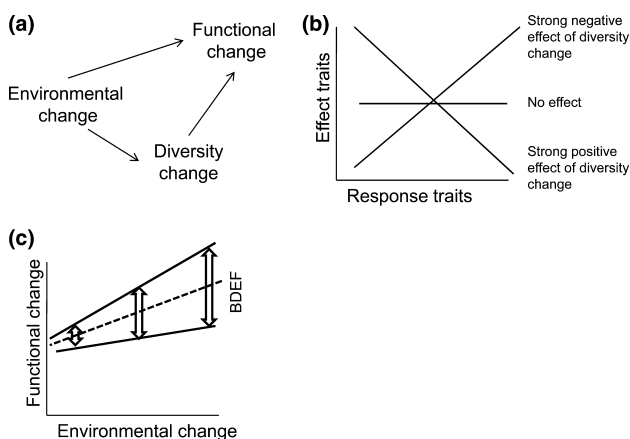 (a)
Functional
change
Environmental
change
Diversity
change
(b)
Effect traits
Response traits
Strong negative
effect of diversity
change
No effect
Strong positive
effect of diversity
change
(c)
Functional change
Environmental change
BDEF